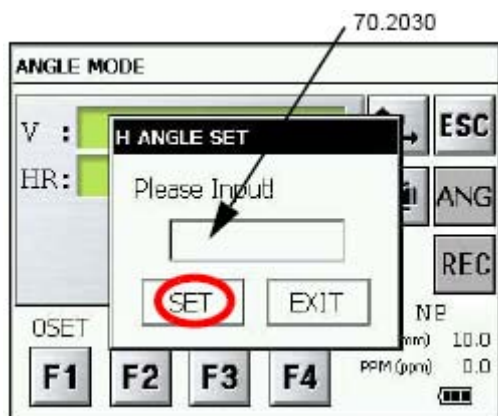 70.2030
ANGLE MODE
V :
ESC
H ANGLE SET
HR:
Please Input!
ANG
REC
SET
EXIT
0SET
NP
(mm) 10.0
PPM (ppm) 0.0
F1 F2 F3 F4